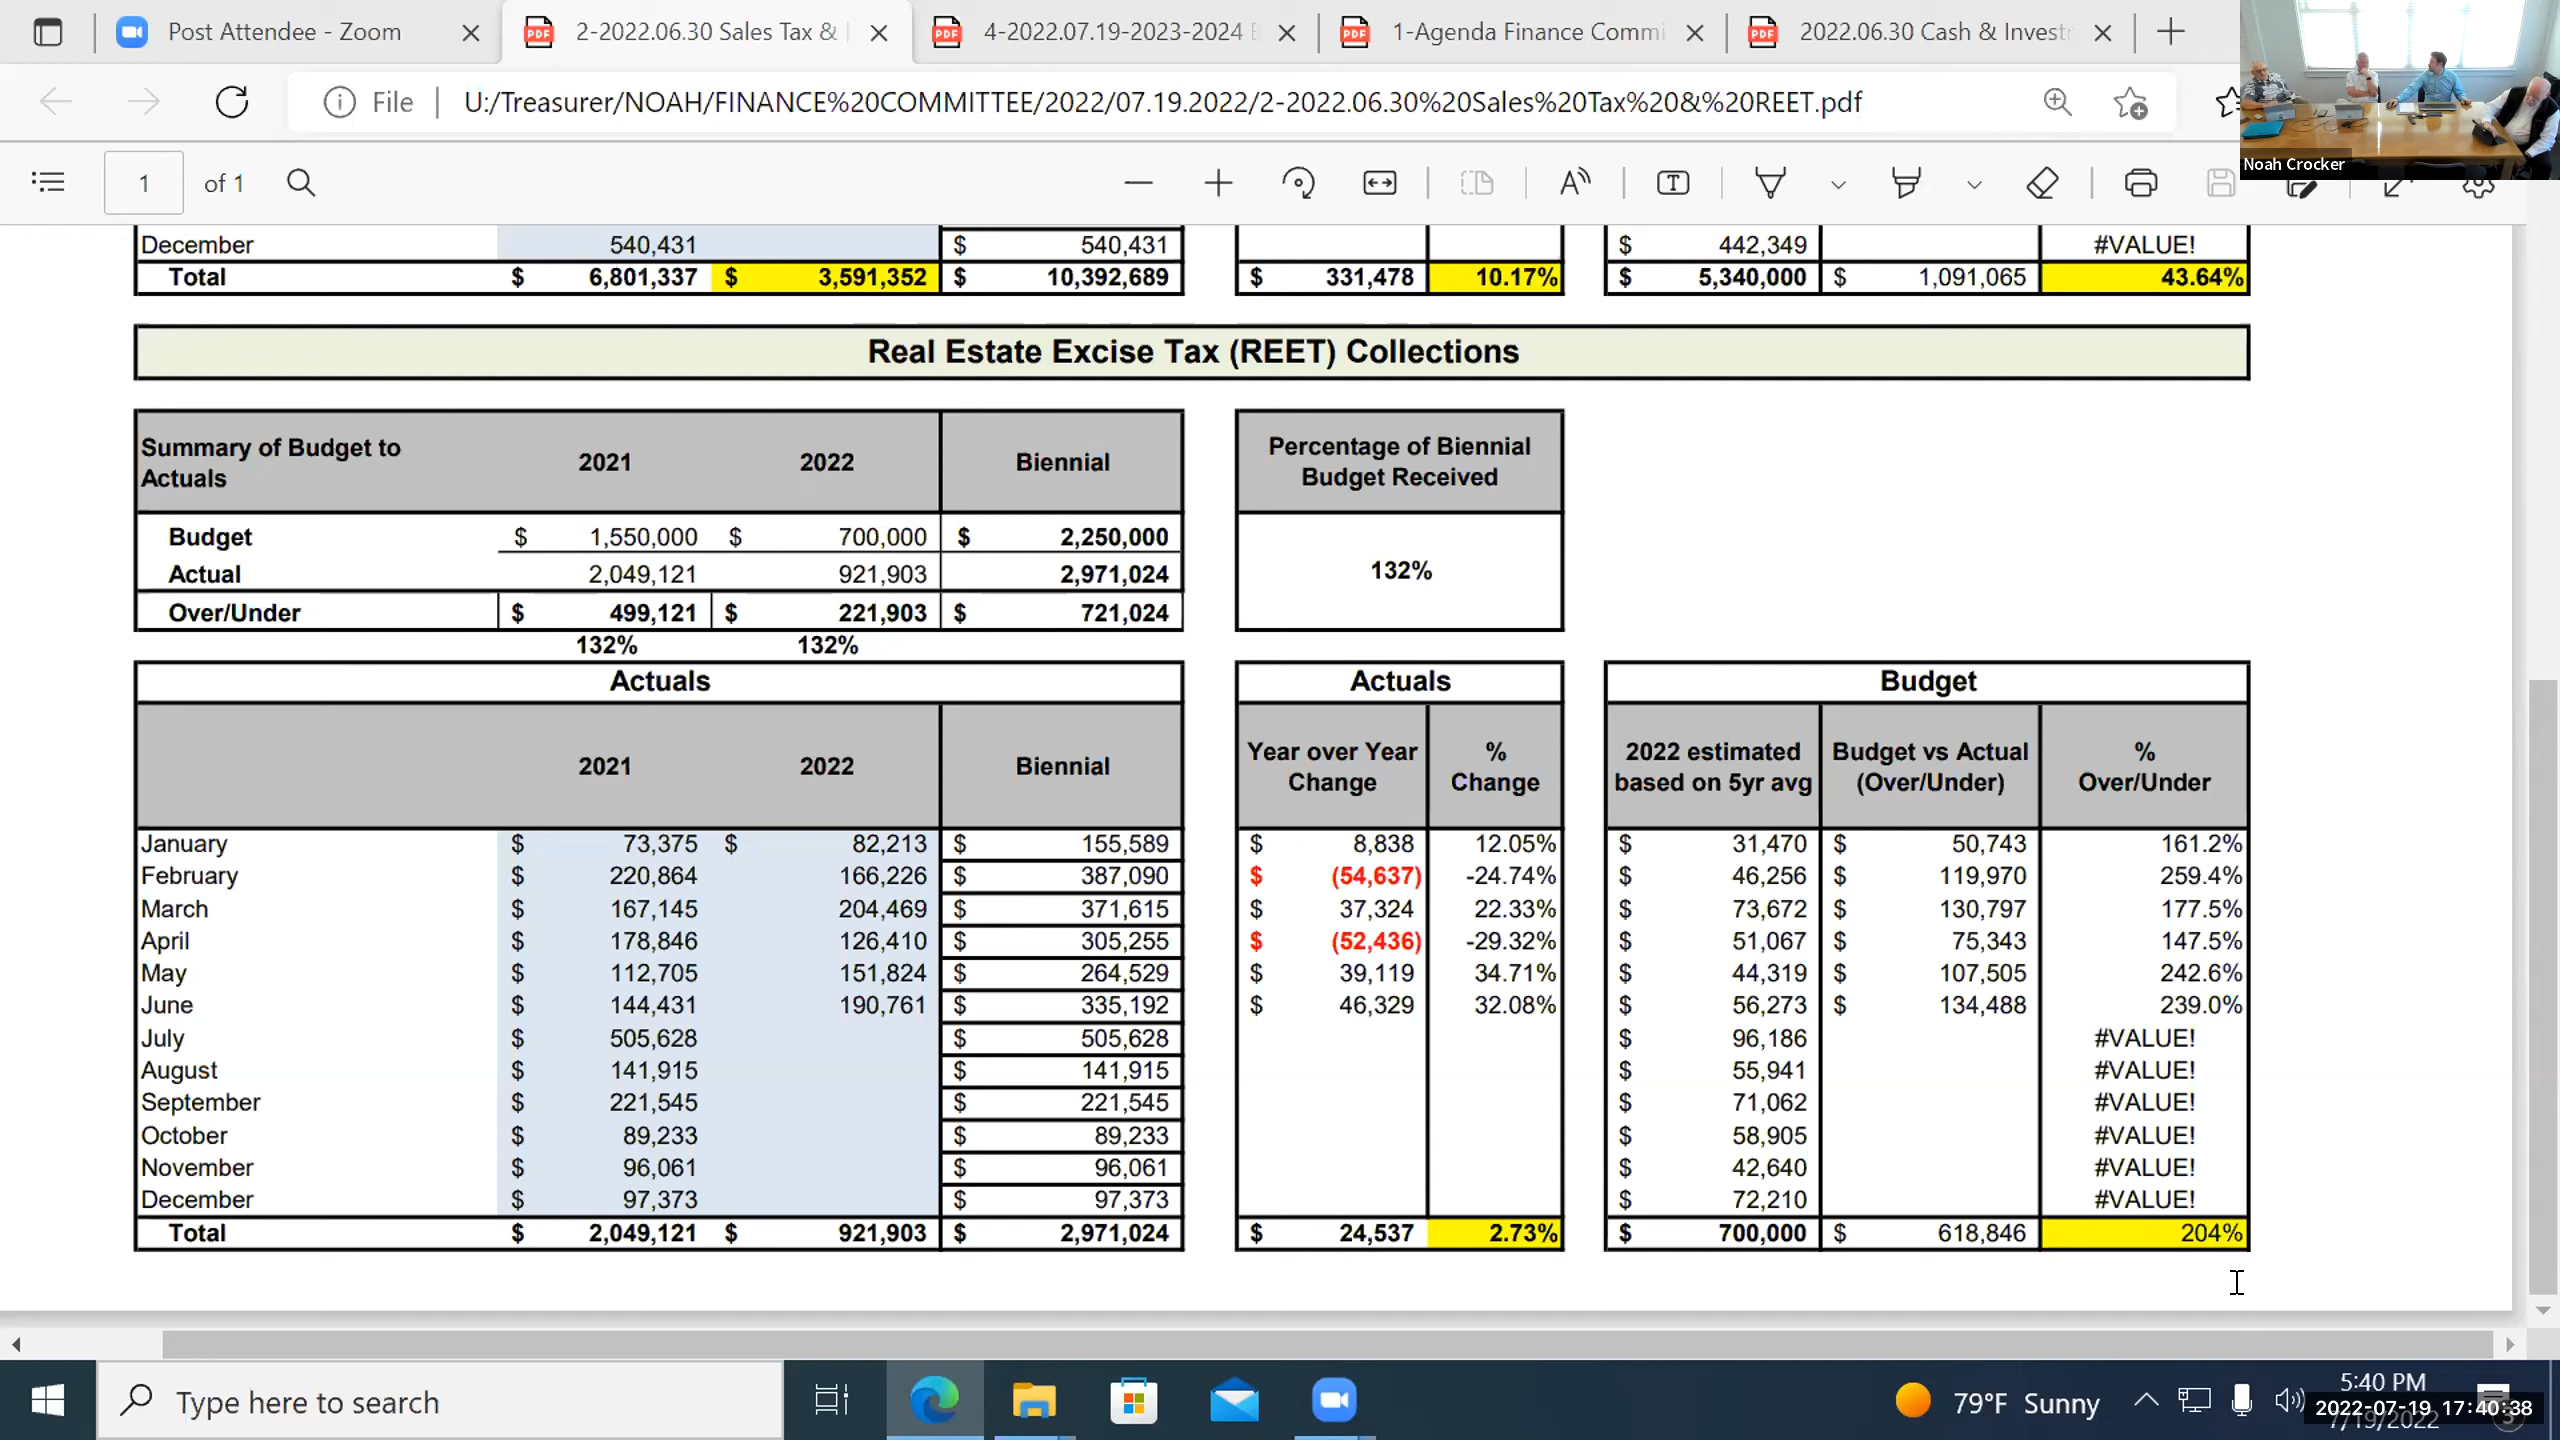 Post Attendee - Zoom 2-2022.06.30 Sales Tax & 4-2022.07.19-2023-2024 1-Agenda Finance Commi 2022.06.30 Cash & Invest
File U:/Treasurer/NOAH/FINANCE%20COMMITTEE/2022/07.19.2022/2-2022.06.30%20Sales%20Tax%20&%20REET.pdf
Noah Crocker
1 of 1
December 540,431 $ 540,431 $ 442,349 #VALUE!
Total $ 6,801,337 $ 3,591,352 $ 10,392,689 $ 331,478 10.17% $ 5,340,000 $ 1,091,065 43.64%
Real Estate Excise Tax (REET) Collections
Summary of Budget to Actuals 2021 2022 Biennial Percentage of Biennial Budget Received
Budget $ 1,550,000 $ 700,000 $ 2,250,000
Actual 2,049,121 921,903 2,971,024 132%
Over/Under $ 499,121 $ 221,903 $ 721,024
132% 132%
Actuals Actuals Budget
2021 2022 Biennial Year over Year Change % Change 2022 estimated based on 5yr avg Budget vs Actual (Over/Under) % Over/Under
January $ 73,375 $ 82,213 $ 155,589 $ 8,838 12.05% $ 31,470 $ 50,743 161.2%
February $ 220,864 166,226 $ 387,090 $ (54,637) -24.74% $ 46,256 $ 119,970 259.4%
March $ 167,145 204,469 $ 371,615 $ 37,324 22.33% $ 73,672 $ 130,797 177.5%
April $ 178,846 126,410 $ 305,255 $ (52,436) -29.32% $ 51,067 $ 75,343 147.5%
May $ 112,705 151,824 $ 264,529 $ 39,119 34.71% $ 44,319 $ 107,505 242.6%
June $ 144,431 190,761 $ 335,192 $ 46,329 32.08% $ 56,273 $ 134,488 239.0%
July $ 505,628 $ 505,628 $ 96,186 #VALUE!
August $ 141,915 $ 141,915 $ 55,941 #VALUE!
September $ 221,545 $ 221,545 $ 71,062 #VALUE!
October $ 89,233 $ 89,233 $ 58,905 #VALUE!
November $ 96,061 $ 96,061 $ 42,640 #VALUE!
December $ 97,373 $ 97,373 $ 72,210 #VALUE!
Total $ 2,049,121 $ 921,903 $ 2,971,024 $ 24,537 2.73% $ 700,000 $ 618,846 204%
Type here to search 79°F Sunny 5:40 PM
2022-07-19 17:40:38
7/19/2022